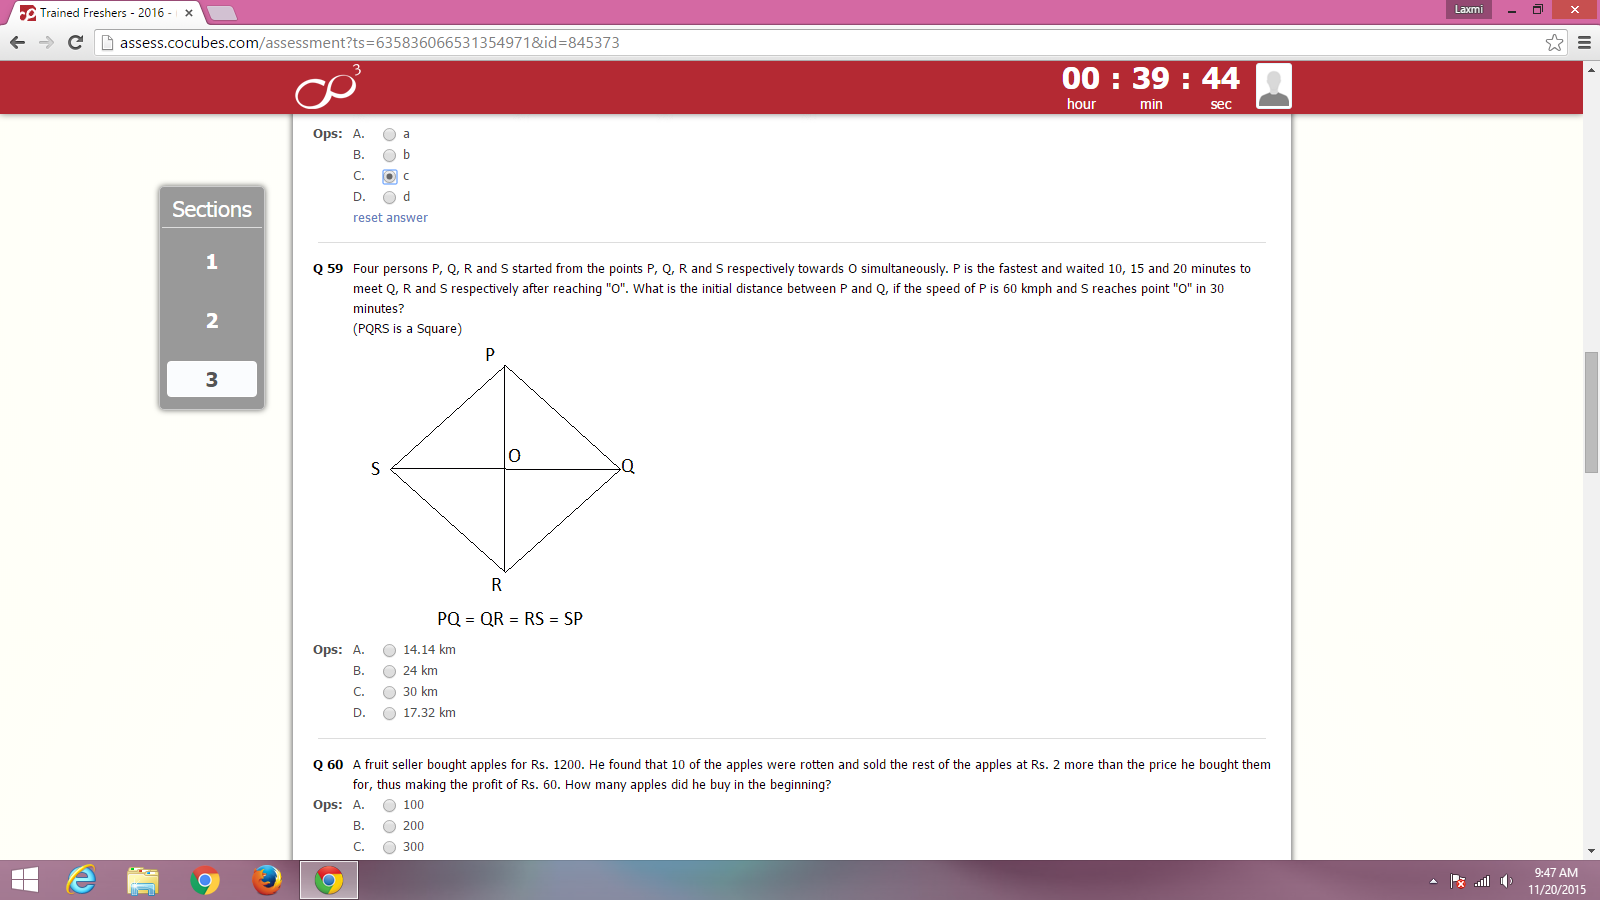 Trained Freshers - 2016 -
Laxmi
assess.cocubes.com/assessment?ts=635836066531354971&id=845373
3
00 : 39 : 44
hour min sec
Ops: A. a
B. b
C. c
D. d
reset answer
Sections
1
2
3
Q 59 Four persons P, Q, R and S started from the points P, Q, R and S respectively towards O simultaneously. P is the fastest and waited 10, 15 and 20 minutes to
meet Q, R and S respectively after reaching "O". What is the initial distance between P and Q, if the speed of P is 60 kmph and S reaches point "O" in 30
minutes?
(PQRS is a Square)
P
O
S
Q
R
PQ = QR = RS = SP
Ops: A. 14.14 km
B. 24 km
C. 30 km
D. 17.32 km
Q 60 A fruit seller bought apples for Rs. 1200. He found that 10 of the apples were rotten and sold the rest of the apples at Rs. 2 more than the price he bought them
for, thus making the profit of Rs. 60. How many apples did he buy in the beginning?
Ops: A. 100
B. 200
C. 300
9:47 AM
11/20/2015